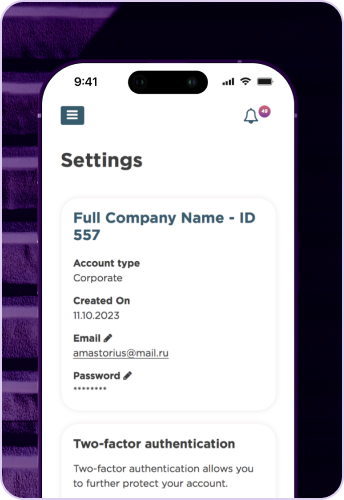 9:41
48
Settings
Full Company Name - ID
557
Account type
Corporate
Created On
11.10.2023
Email
amastorius@mail.ru
Password
********
Two-factor authentication
Two-factor authentication allows you
to further protect your account.